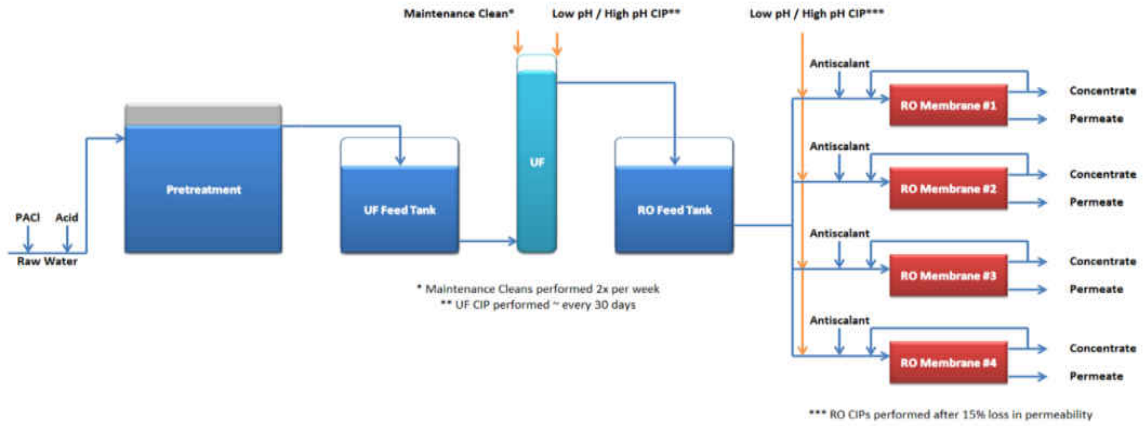 Maintenance Clean*
Low pH / High pH CIP**
Low pH / High pH CIP***
PACl
Acid
Raw Water
Pretreatment
UF Feed Tank
UF
RO Feed Tank
* Maintenance Cleans performed 2x per week
** UF CIP performed ~ every 30 days
Antiscalant
RO Membrane #1
Concentrate
Permeate
Antiscalant
RO Membrane #2
Concentrate
Permeate
Antiscalant
RO Membrane #3
Concentrate
Permeate
Antiscalant
RO Membrane #4
Concentrate
Permeate
*** RO CIPs performed after 15% loss in permeability